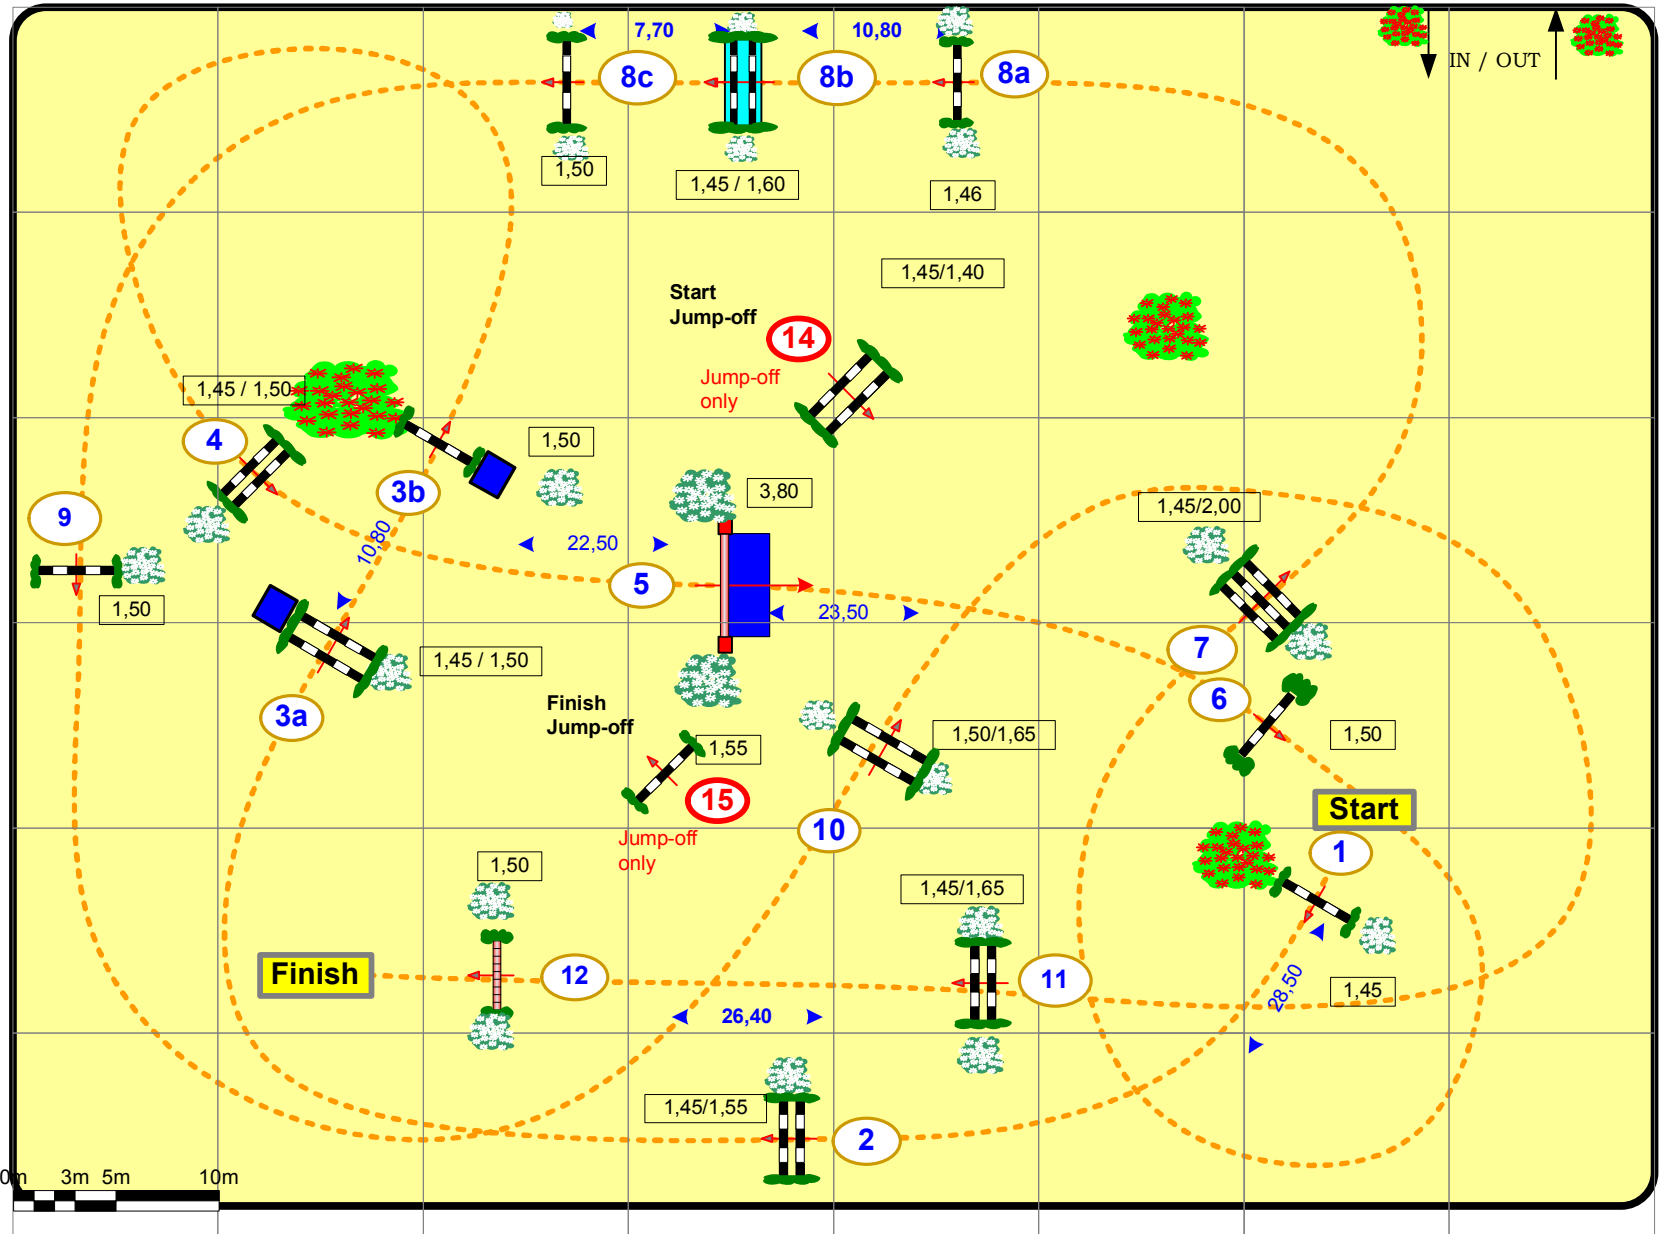 7,70
10,80
IN / OUT
8c
8b
8a
1,50
1,45 / 1,60
1,46
1,45/1,40
Start
Jump-off
14
Jump-off
only
1,45 / 1,50
4
1,50
3b
3,80
1,45/2,00
9
10,80
22,50
5
23,50
1,50
7
1,45 / 1,50
6
3a
Finish
Jump-off
1,55
1,50/1,65
1,50
15
Jump-off
only
10
Start
1
1,50
1,45/1,65
Finish
12
11
28,50
1,45
26,40
1,45/1,55
2
0m 3m 5m 10m